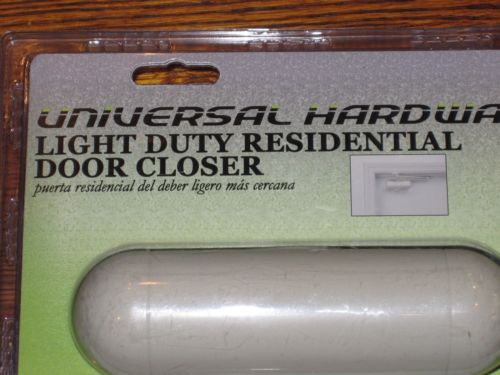 UNIVERSAL HARDWA
LIGHT DUTY RESIDENTIAL
DOOR CLOSER
puerta residencial del deber ligero más cercana